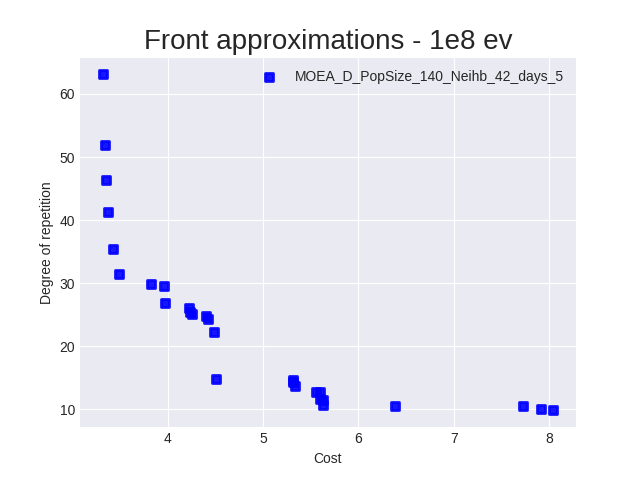 Front approximations - 1e8 ev
MOEA_D_PopSize_140_Neihb_42_days_5
60
50
40
30
20
10
Degree of repetition
4 5 6 7 8
Cost